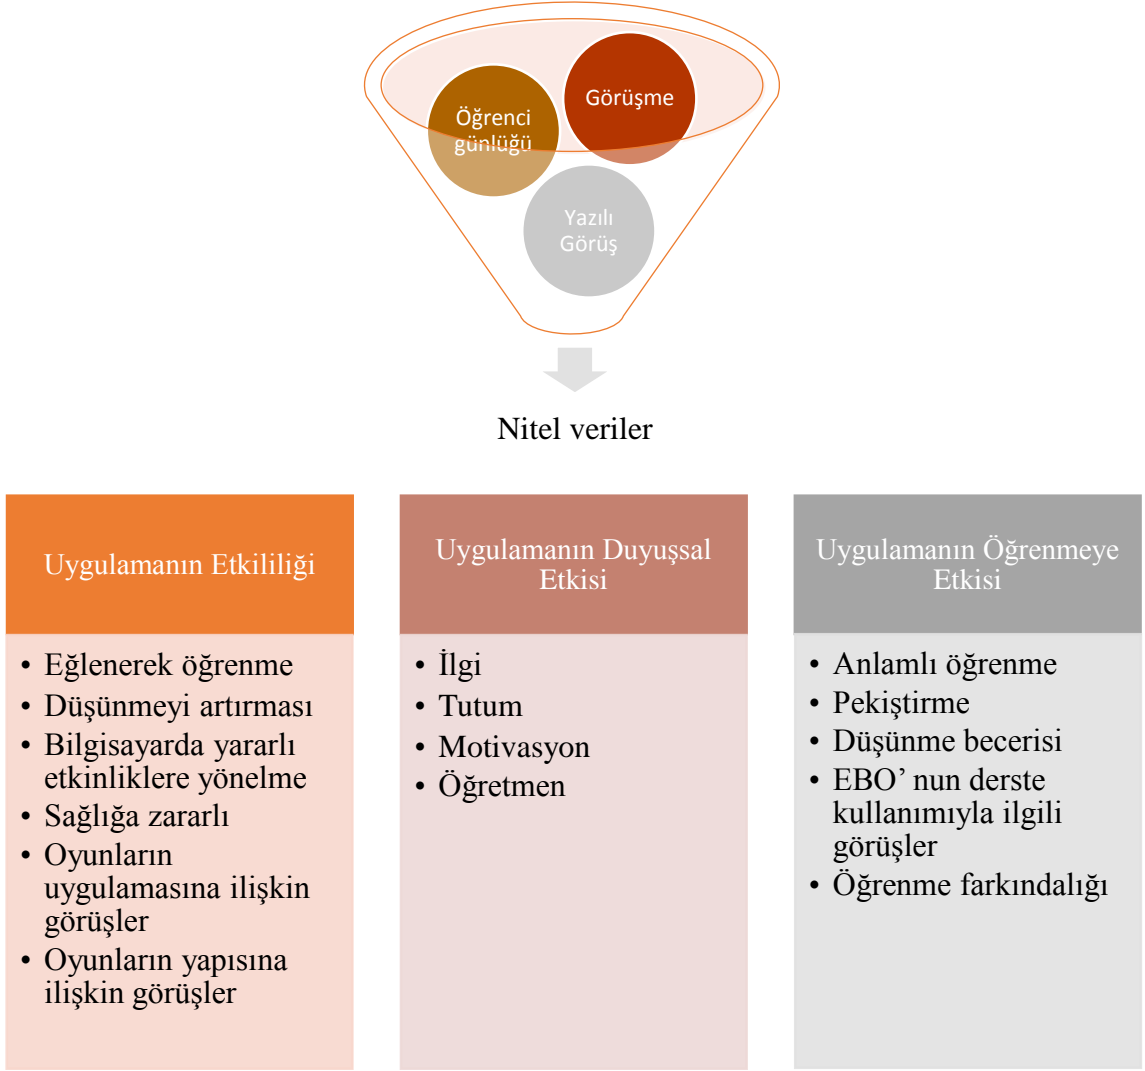 Görüşme
Öğrenci
günlüğü
Yazılı
Görüş
Nitel veriler
Uygulamanın Etkililiği
• Eğlenerek öğrenme
• Düşünmeyi artırması
• Bilgisayarda yararlı
etkinliklere yönelme
• Sağlığa zararlı
• Oyunların
uygulamasına ilişkin
görüşler
• Oyunların yapısına
ilişkin görüşler
Uygulamanın Duyuşsal
Etkisi
• İlgi
• Tutum
• Motivasyon
• Öğretmen
Uygulamanın Öğrenmeye
Etkisi
• Anlamlı öğrenme
• Pekiştirme
• Düşünme becerisi
• EBO’ nun derste
kullanımıyla ilgili
görüşler
• Öğrenme farkındalığı